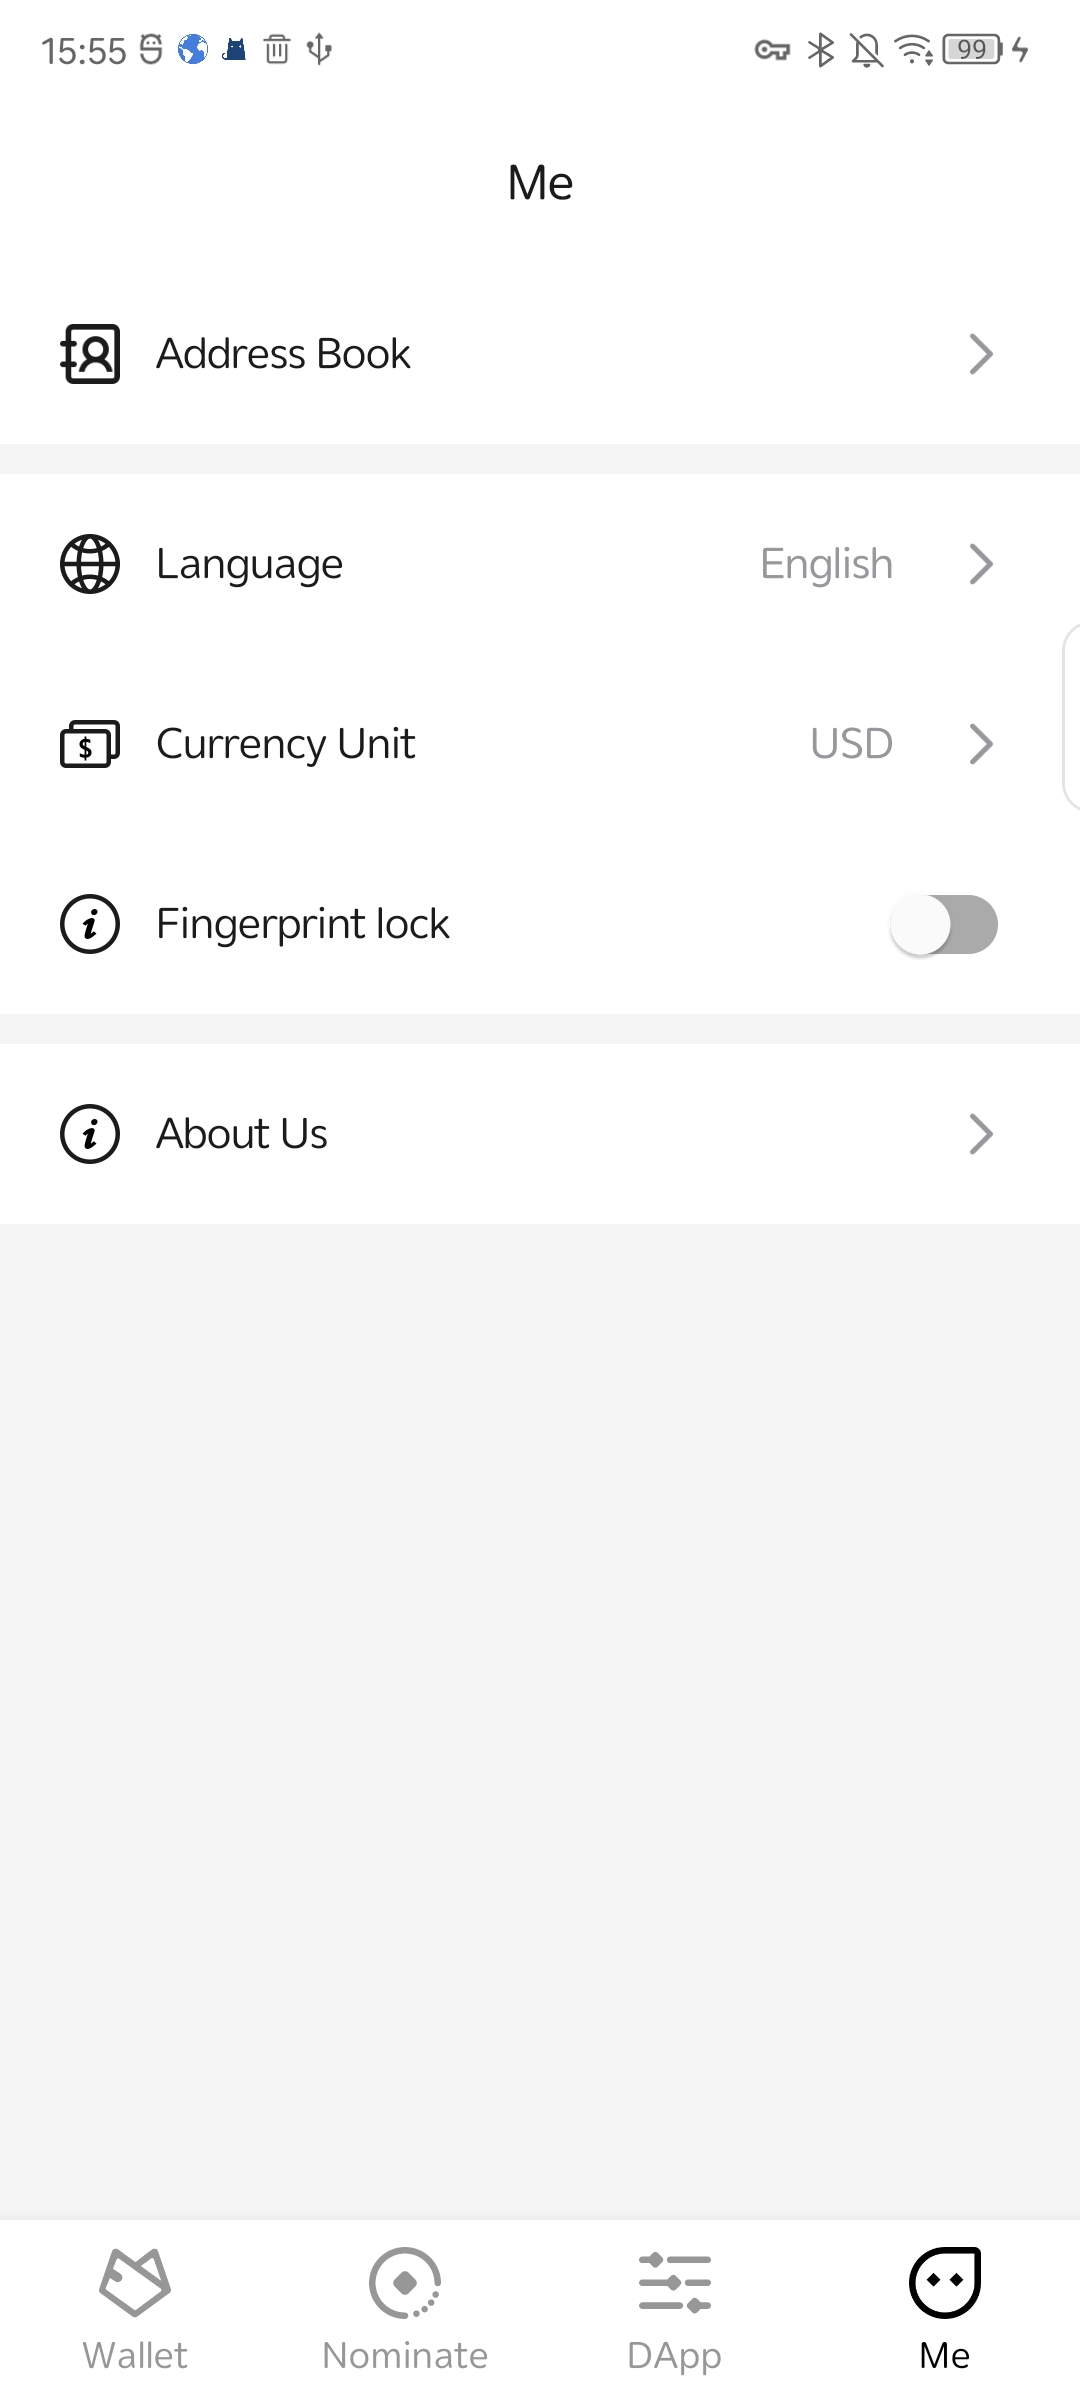 15:55
99
Me
Address Book
Language English
Currency Unit USD
Fingerprint lock
About Us
Wallet Nominate DApp Me